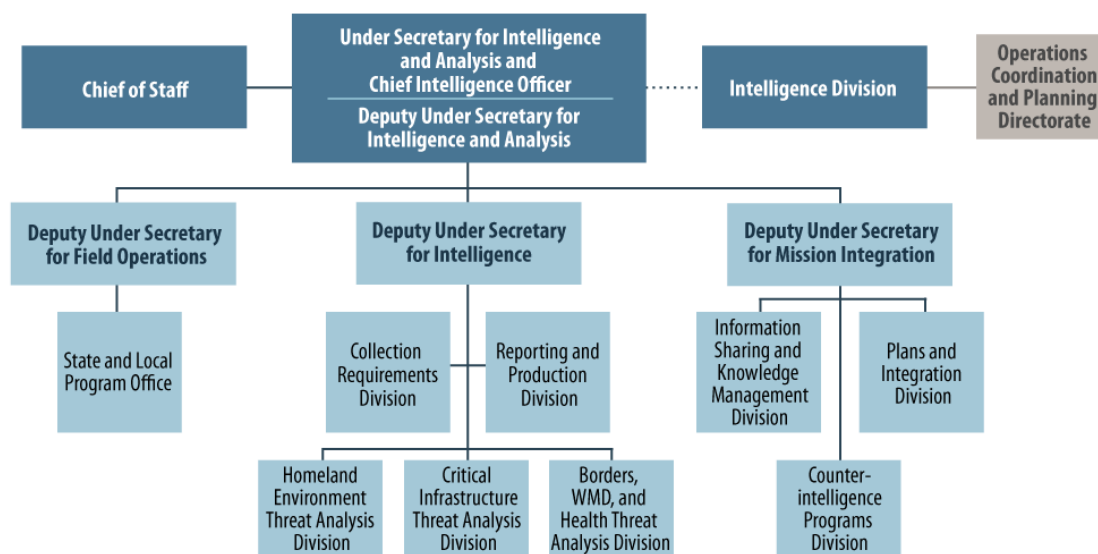 Chief of Staff
Under Secretary for Intelligence
and Analysis and
Chief Intelligence Officer
Deputy Under Secretary for
Intelligence and Analysis
Intelligence Division
Operations
Coordination
and Planning
Directorate
Deputy Under Secretary
for Field Operations
Deputy Under Secretary
for Intelligence
Deputy Under Secretary
for Mission Integration
State and Local
Program Office
Collection
Requirements
Division
Reporting and
Production
Division
Information
Sharing and
Knowledge
Management
Division
Plans and
Integration
Division
Homeland
Environment
Threat Analysis
Division
Critical
Infrastructure
Threat Analysis
Division
Borders,
WMD, and
Health Threat
Analysis Division
Counter-
intelligence
Programs
Division